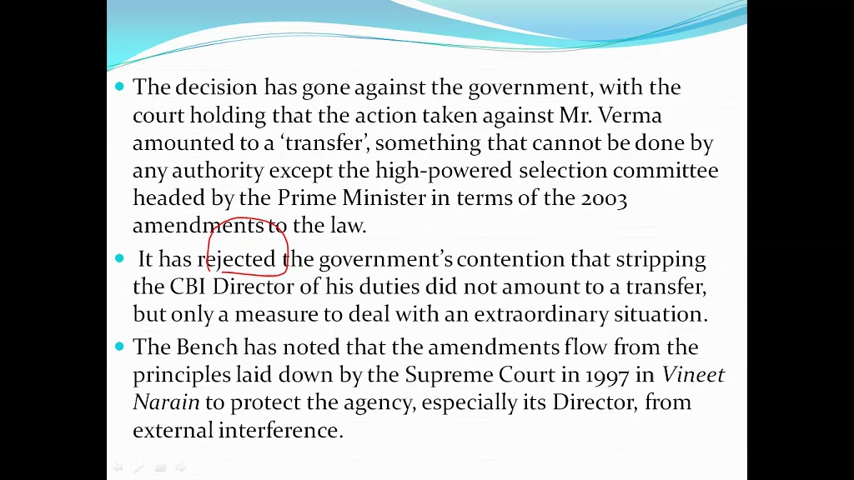 The decision has gone against the government, with the
court holding that the action taken against Mr. Verma
amounted to a ‘transfer’, something that cannot be done by
any authority except the high-powered selection committee
headed by the Prime Minister in terms of the 2003
amendments to the law.
It has rejected the government’s contention that stripping
the CBI Director of his duties did not amount to a transfer,
but only a measure to deal with an extraordinary situation.
The Bench has noted that the amendments flow from the
principles laid down by the Supreme Court in 1997 in Vineet
Narain to protect the agency, especially its Director, from
external interference.